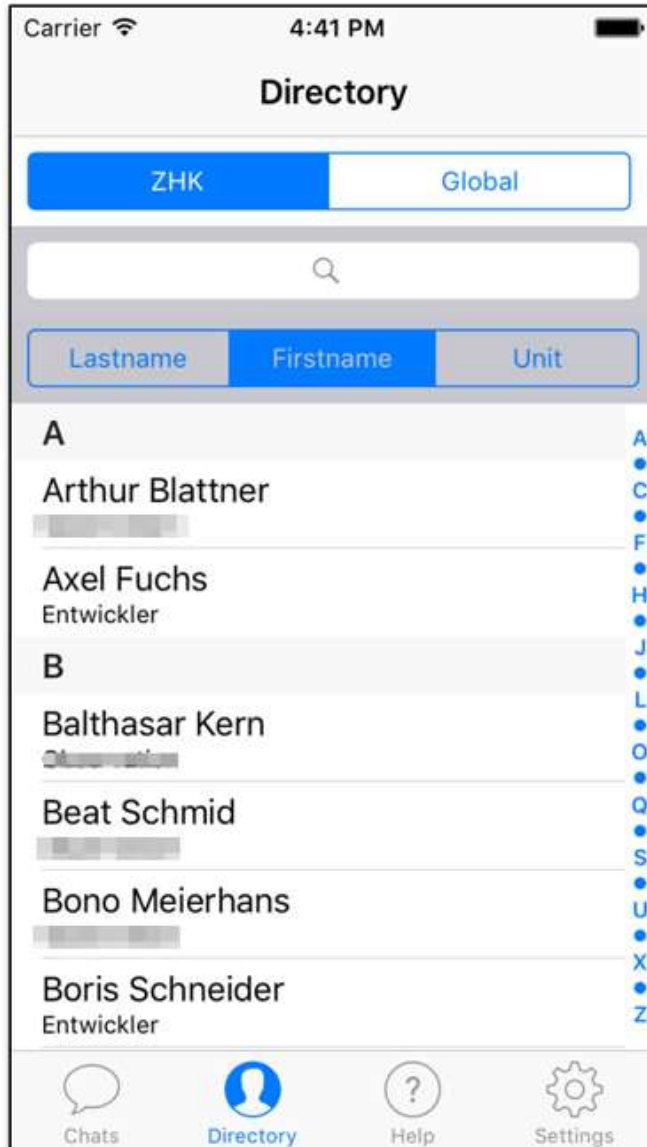 Carrier 4:41 PM
Directory
ZHK Global
Lastname Firstname Unit
A
Arthur Blattner
Axel Fuchs
Entwickler
B
Balthasar Kern
Beat Schmid
Bono Meierhans
Boris Schneider
Entwickler
A
C
F
H
J
L
O
Q
S
U
X
Z
Chats Directory Help Settings